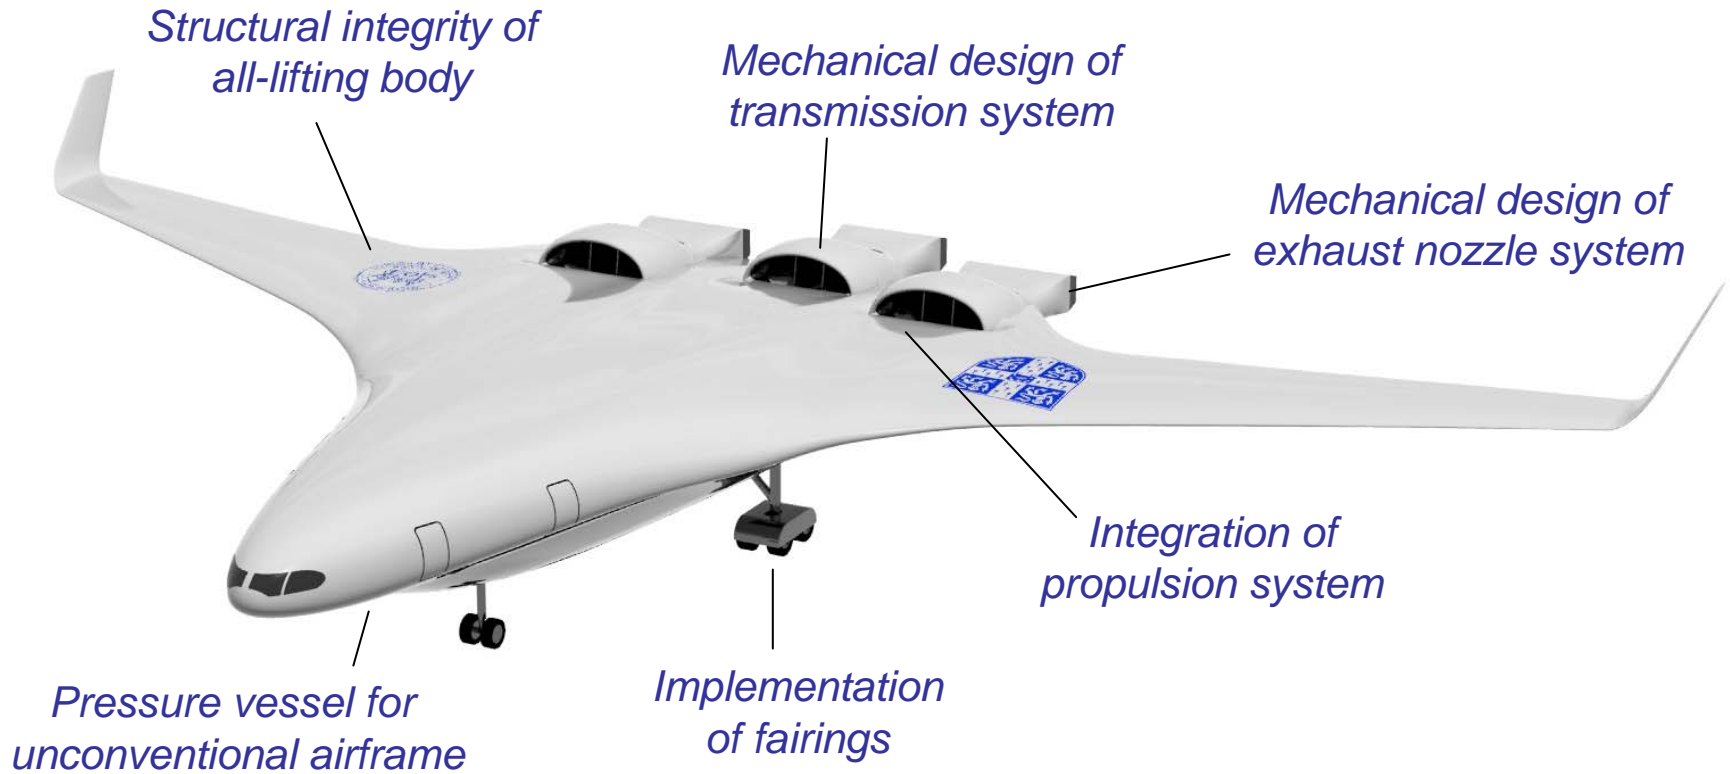 Structural integrity of
all-lifting body
Mechanical design of
transmission system
Mechanical design of
exhaust nozzle system
Integration of
propulsion system
Implementation
of fairings
Pressure vessel for
unconventional airframe